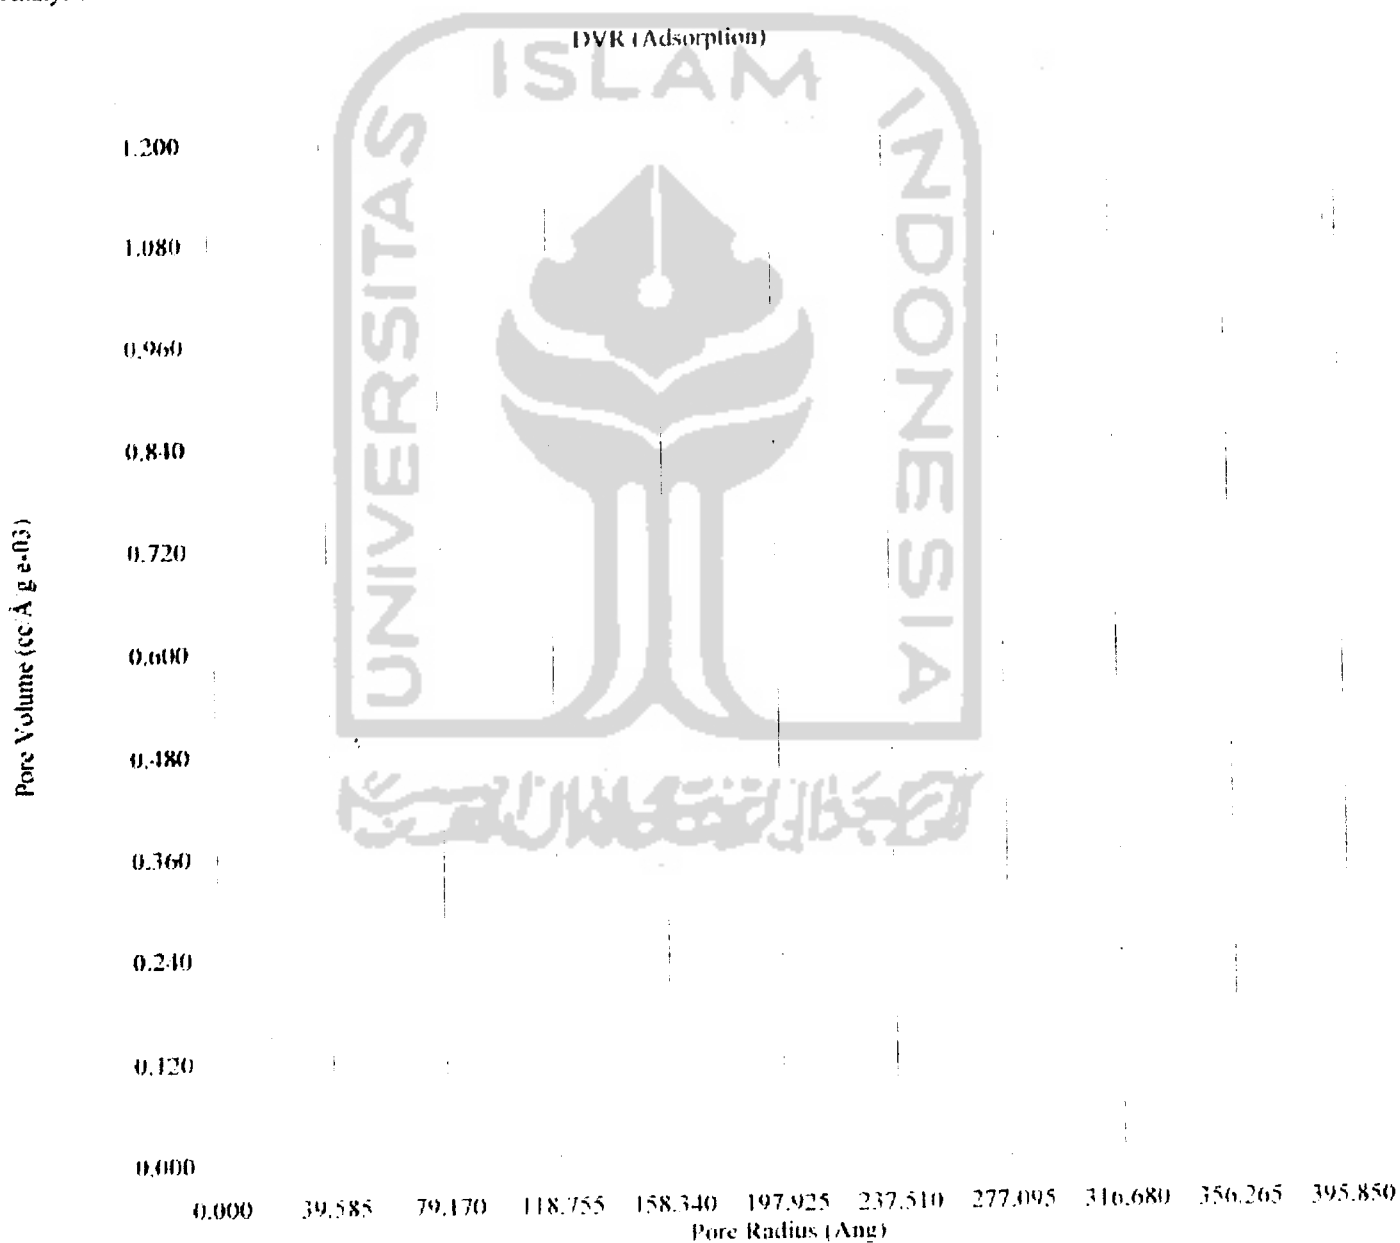 DVR (Adsorption)
UNIVERSITAS
ISLAM
INDONESIA
1.200
1.080
0.960
0.840
0.720
0.600
0.480
0.360
0.240
0.120
0.000
Pore Volume (cc/Å/g e-03)
0.000 39.585 79.170 118.755 158.340 197.925 237.510 277.095 316.680 356.265 395.850
Pore Radius (Ang)